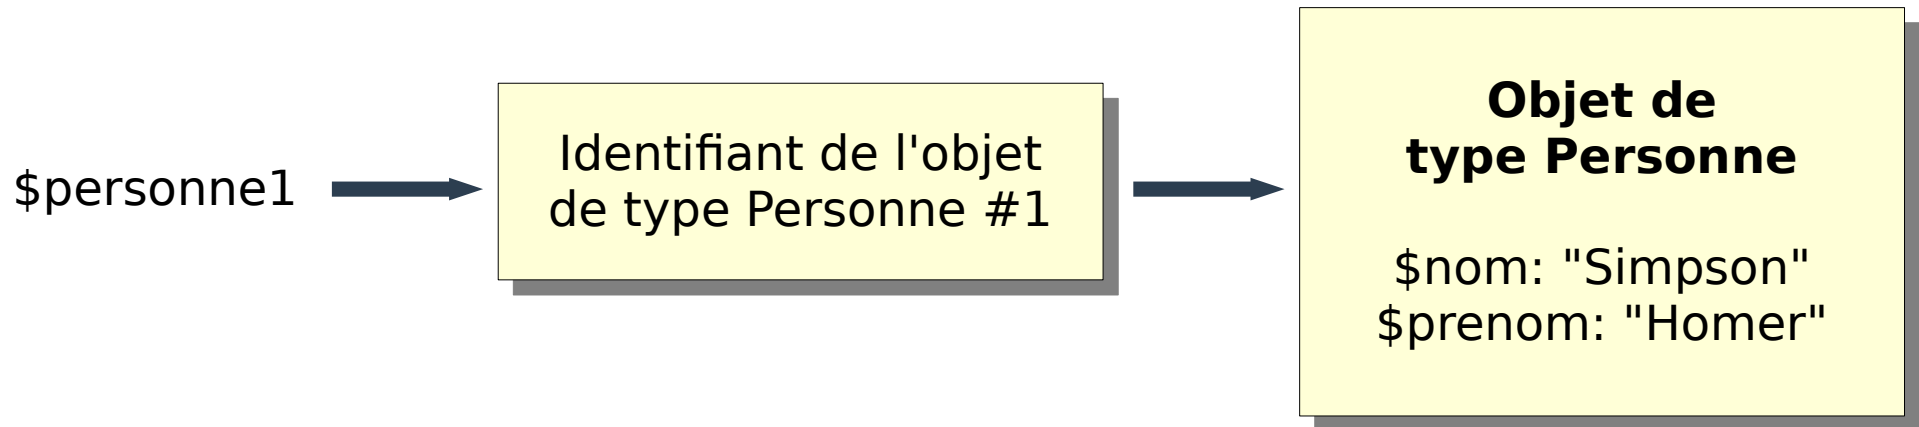 $personne1
Identifiant de l'objet
de type Personne #1
Objet de
type Personne
$nom: "Simpson"
$prenom: "Homer"